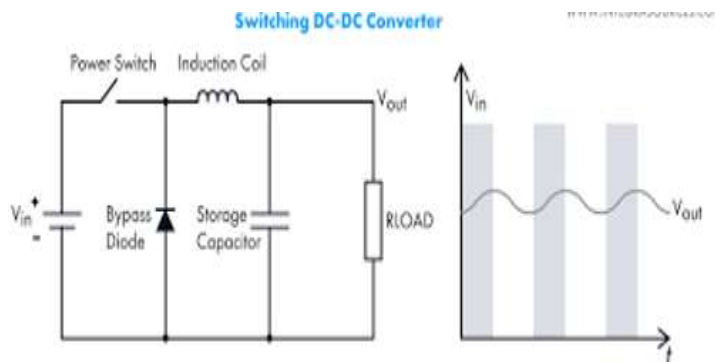 Switching DC-DC Converter
Power Switch
Induction Coil
Vout
Vin
+
=
Bypass
Diode
Storage
Capacitor
RLOAD
Vin
Vout
t